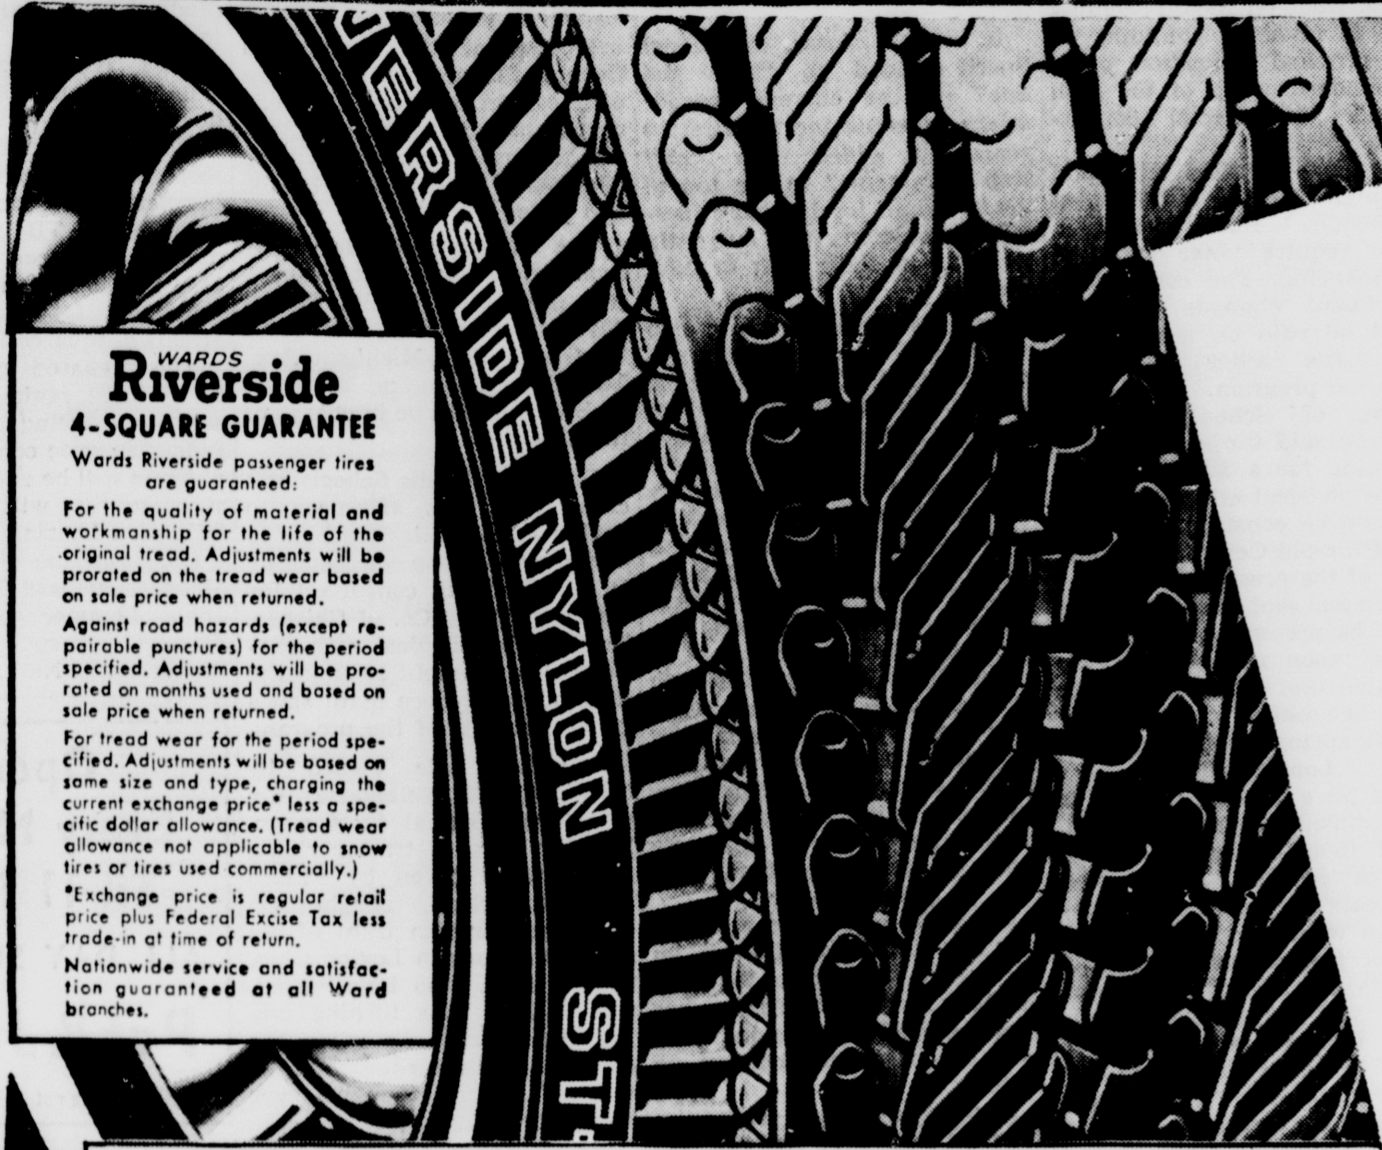 WARDS
Riverside
4-SQUARE GUARANTEE
Wards Riverside passenger tires
are guaranteed:
For the quality of material and
workmanship for the life of the
original tread. Adjustments will be
prorated on the tread wear based
on sale price when returned.
Against road hazards (except re-
pairable punctures) for the period
specified. Adjustments will be pro-
rated on months used and based on
sale price when returned.
For tread wear for the period spe-
cified. Adjustments will be based on
same size and type, charging the
current exchange price* less a spe-
cific dollar allowance. (Tread wear
allowance not applicable to snow
tires or tires used commercially.)
*Exchange price is regular retail
price plus Federal Excise Tax less
trade-in at time of return.
Nationwide service and satisfac-
tion guaranteed at all Ward
branches.
VERSIDE NYLON ST-